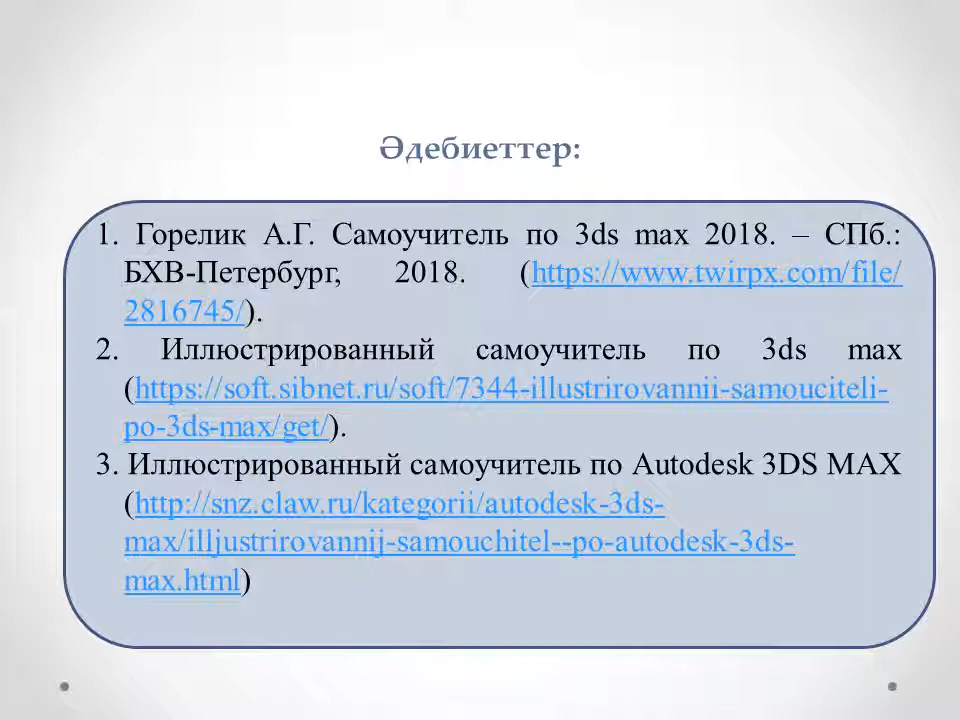 Әдебиеттер:
1. Горелик А.Г. Самоучитель по 3ds max 2018. – СПб.:
БХВ-Петербург, 2018. (https://www.twirpx.com/file/
2816745/).
2. Иллюстрированный самоучитель по 3ds max
(https://soft.sibnet.ru/soft/7344-illustrirovannii-samouciteli-
po-3ds-max/get/).
3. Иллюстрированный самоучитель по Autodesk 3DS MAX
(http://snz.claw.ru/kategorii/autodesk-3ds-
max/illjustrirovannij-samouchitel--po-autodesk-3ds-
max.html)